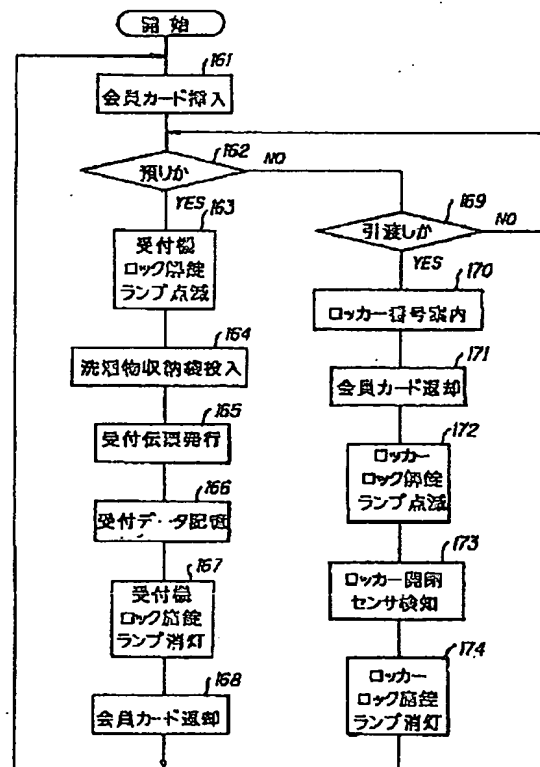 開始
161
会員カード挿入
162
預りか
NO
YES
163
受付機
ロック解錠
ランプ点滅
164
洗濯物収納袋投入
165
受付伝票発行
166
受付データ記憶
167
受付機
ロック施錠
ランプ消灯
168
会員カード返却
169
引渡しか
NO
YES
170
ロッカー番号案内
171
会員カード返却
172
ロッカー
ロック解錠
ランプ点滅
173
ロッカー開閉
センサ検知
174
ロッカー
ロック施錠
ランプ消灯